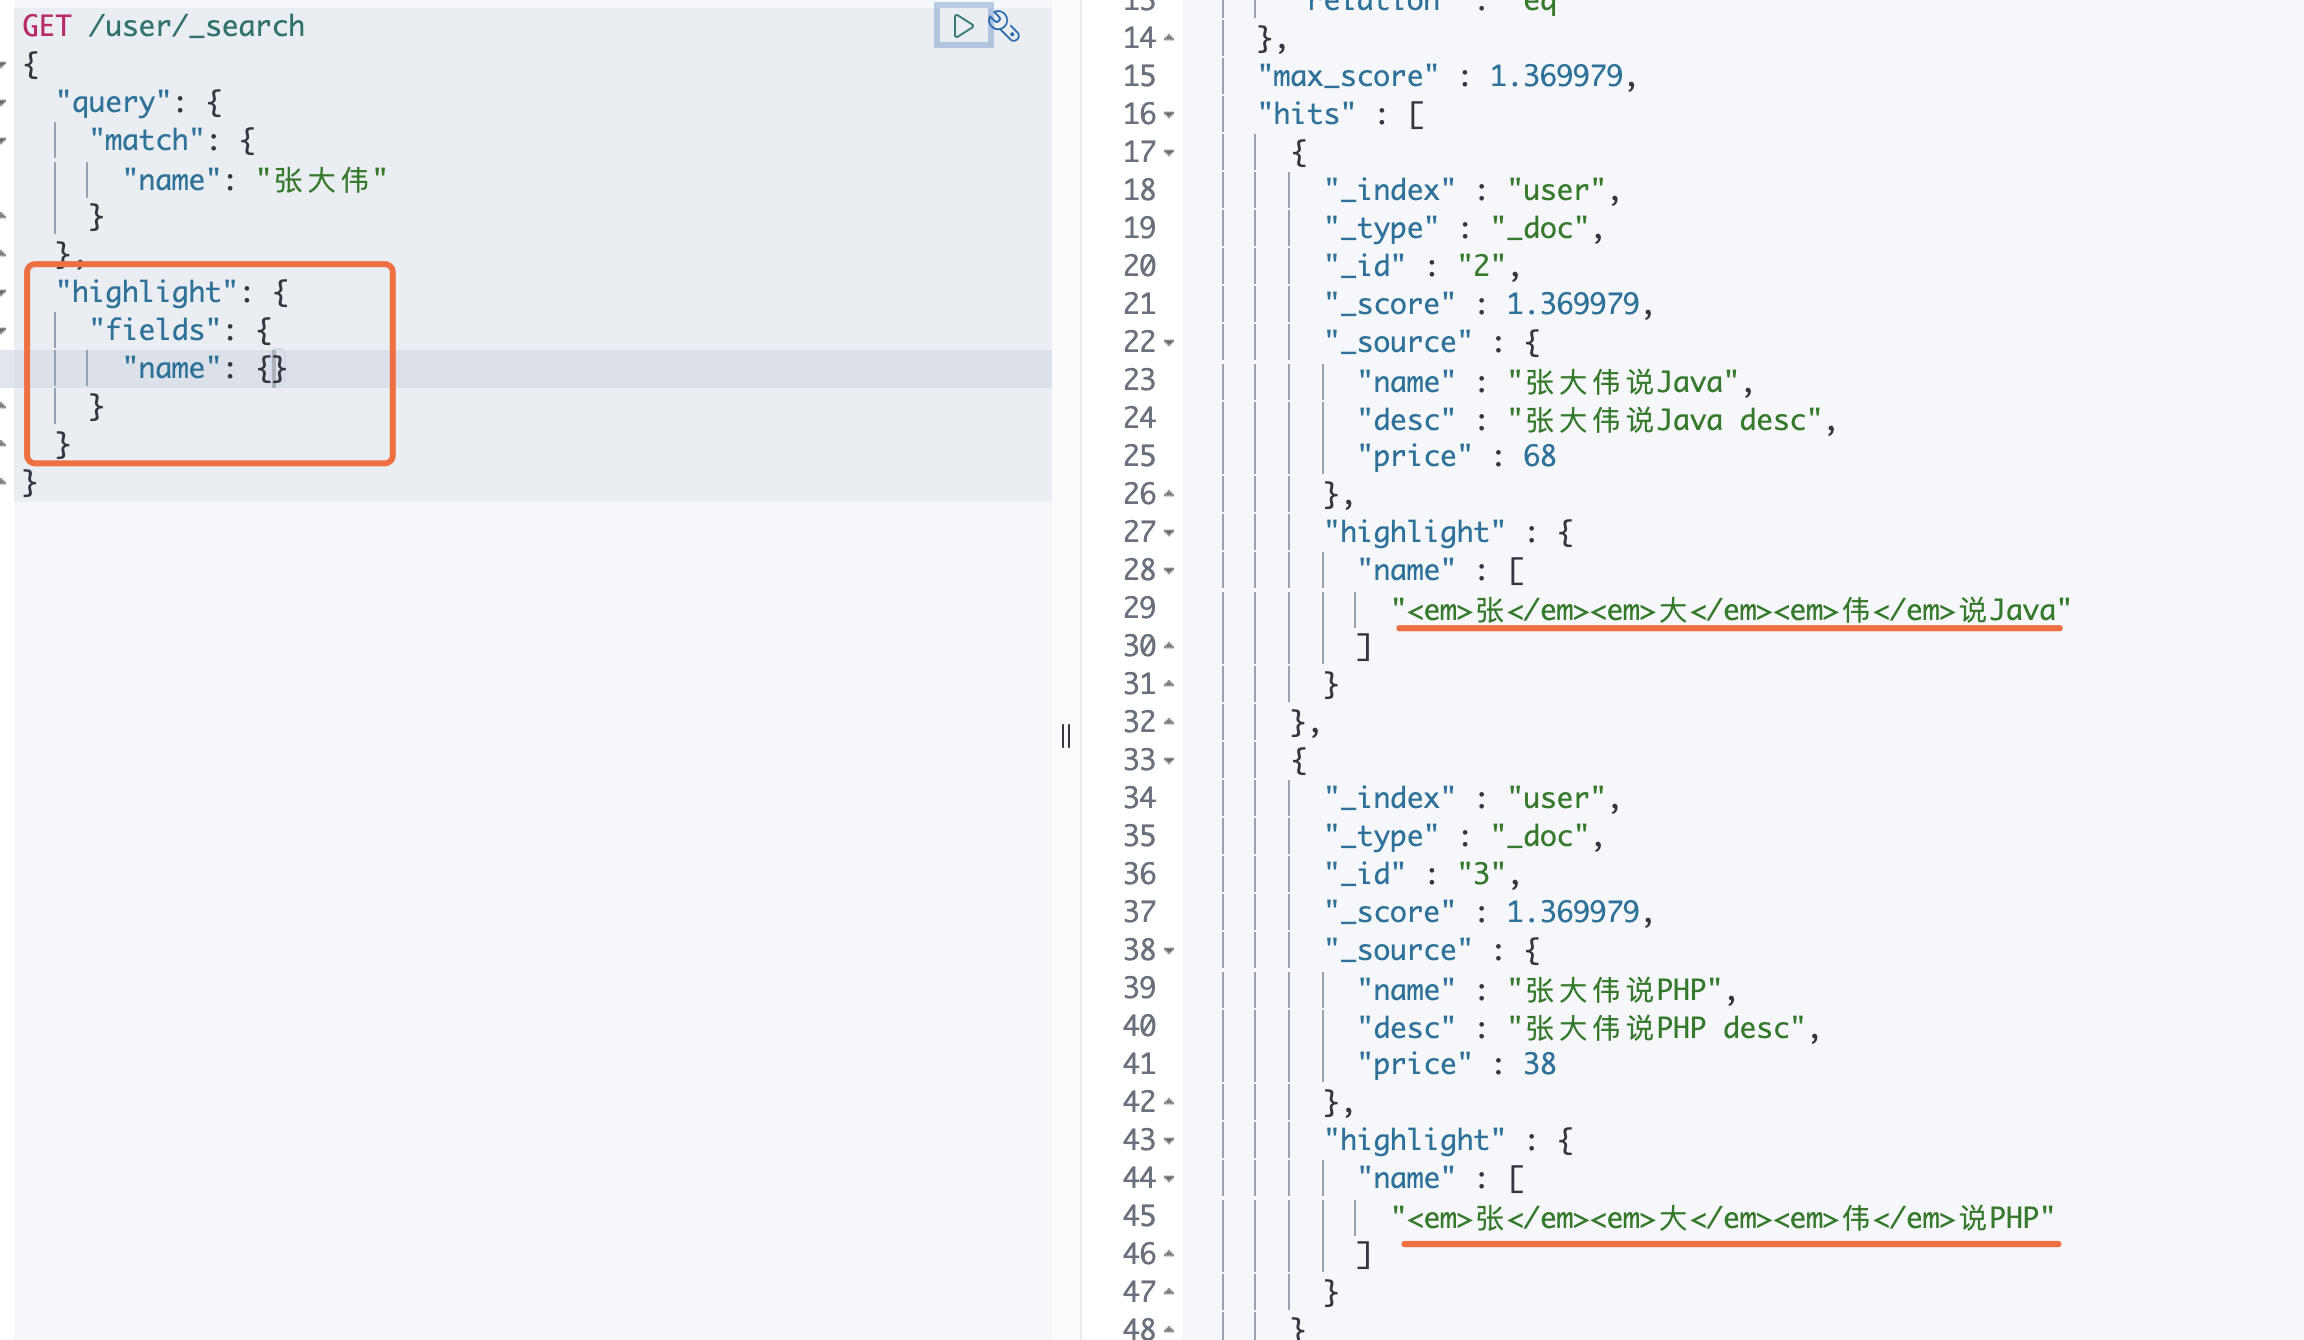 GET /user/_search
{
  "query": {
    "match": {
      "name": "张大伟"
    }
  },
  "highlight": {
    "fields": {
      "name": {}
    }
  }
}
13 "relation" : "eq"
14 },
15 "max_score" : 1.369979,
16 "hits" : [
17 {
18 "_index" : "user",
19 "_type" : "_doc",
20 "_id" : "2",
21 "_score" : 1.369979,
22 "_source" : {
23 "name" : "张大伟说Java",
24 "desc" : "张大伟说Java desc",
25 "price" : 68
26 },
27 "highlight" : {
28 "name" : [
29 "<em>张</em><em>大</em><em>伟</em>说Java"
30 ]
31 }
32 },
33 {
34 "_index" : "user",
35 "_type" : "_doc",
36 "_id" : "3",
37 "_score" : 1.369979,
38 "_source" : {
39 "name" : "张大伟说PHP",
40 "desc" : "张大伟说PHP desc",
41 "price" : 38
42 },
43 "highlight" : {
44 "name" : [
45 "<em>张</em><em>大</em><em>伟</em>说PHP"
46 ]
47 }
48 }